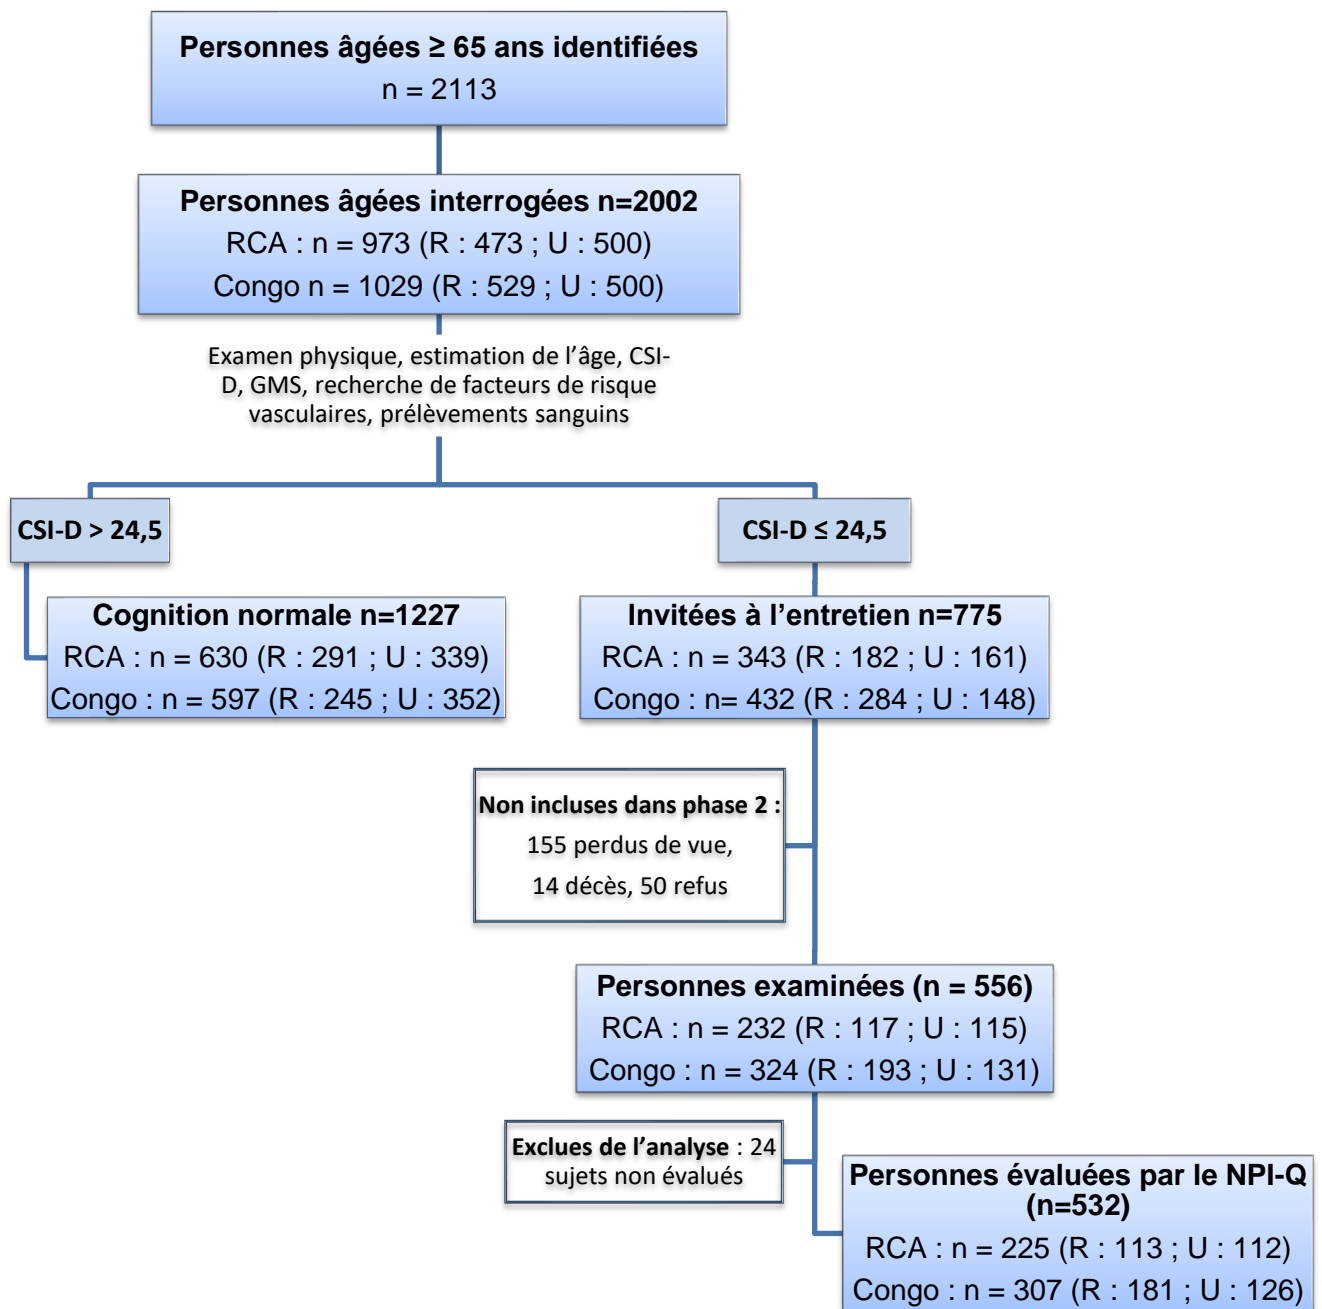 Personnes âgées ≥ 65 ans identifiées
n = 2113
Personnes âgées interrogées n=2002
RCA : n = 973 (R : 473 ; U : 500)
Congo n = 1029 (R : 529 ; U : 500)
Examen physique, estimation de l’âge, CSI-
D, GMS, recherche de facteurs de risque
vasculaires, prélèvements sanguins
CSI-D > 24,5
CSI-D ≤ 24,5
Cognition normale n=1227
RCA : n = 630 (R : 291 ; U : 339)
Congo : n = 597 (R : 245 ; U : 352)
Invitées à l’entretien n=775
RCA : n = 343 (R : 182 ; U : 161)
Congo : n= 432 (R : 284 ; U : 148)
Non incluses dans phase 2 :
155 perdus de vue,
14 décès, 50 refus
Personnes examinées (n = 556)
RCA : n = 232 (R : 117 ; U : 115)
Congo : n = 324 (R : 193 ; U : 131)
Exclues de l’analyse : 24
sujets non évalués
Personnes évaluées par le NPI-Q
(n=532)
RCA : n = 225 (R : 113 ; U : 112)
Congo : n = 307 (R : 181 ; U : 126)